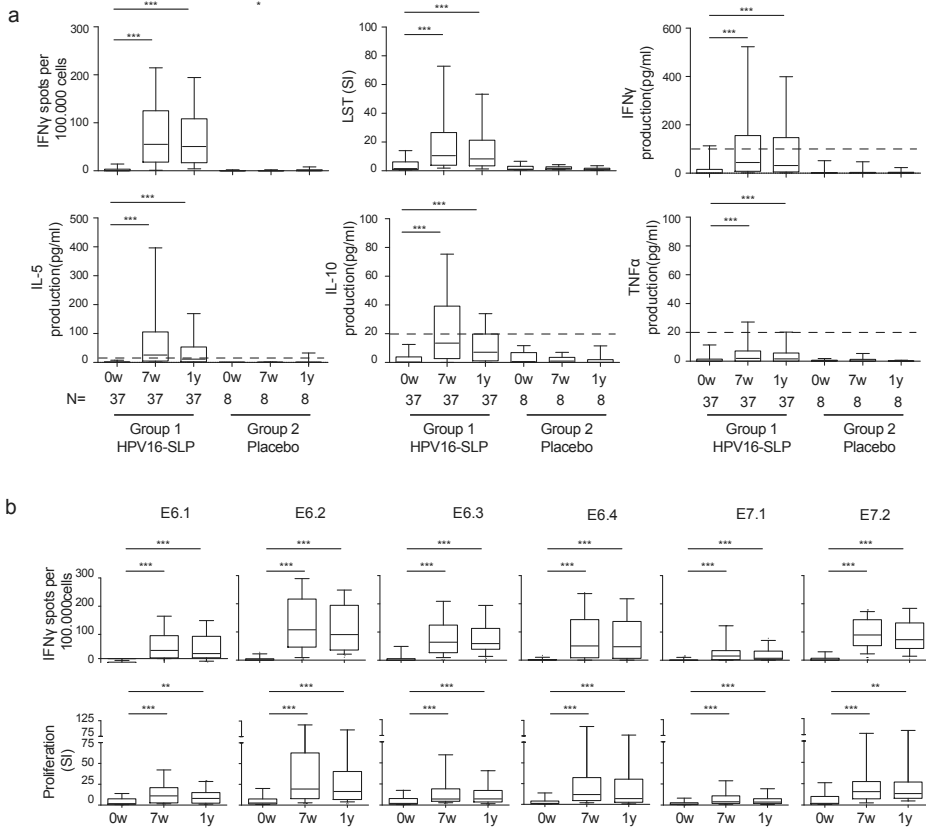 a
*** *
***
300
200
100
0
IFNγ spots per
100.000 cells
***
***
100
80
60
40
20
0
LST (SI)
***
***
600
400
200
0
IFNγ
production(pg/ml)
***
***
500
400
300
200
100
0
IL-5
production(pg/ml)
***
***
100
80
60
40
20
0
IL-10
production(pg/ml)
***
***
100
80
60
40
20
0
TNFα
production(pg/ml)
0w 7w 1y 0w 7w 1y 0w 7w 1y 0w 7w 1y 0w 7w 1y 0w 7w 1y
N= 37 37 37 8 8 8 37 37 37 8 8 8 37 37 37 8 8 8
Group 1 Group 2 Group 1 Group 2 Group 1 Group 2
HPV16-SLP Placebo HPV16-SLP Placebo HPV16-SLP Placebo
b
E6.1 E6.2 E6.3 E6.4 E7.1 E7.2
*** *** *** *** *** ***
*** *** *** *** *** ***
300
200
100
0
IFNγ spots per
100.000cells
** *** *** *** *** **
*** *** *** *** *** ***
125
75
75
50
25
0
Proliferation
(SI)
0w 7w 1y 0w 7w 1y 0w 7w 1y 0w 7w 1y 0w 7w 1y 0w 7w 1y